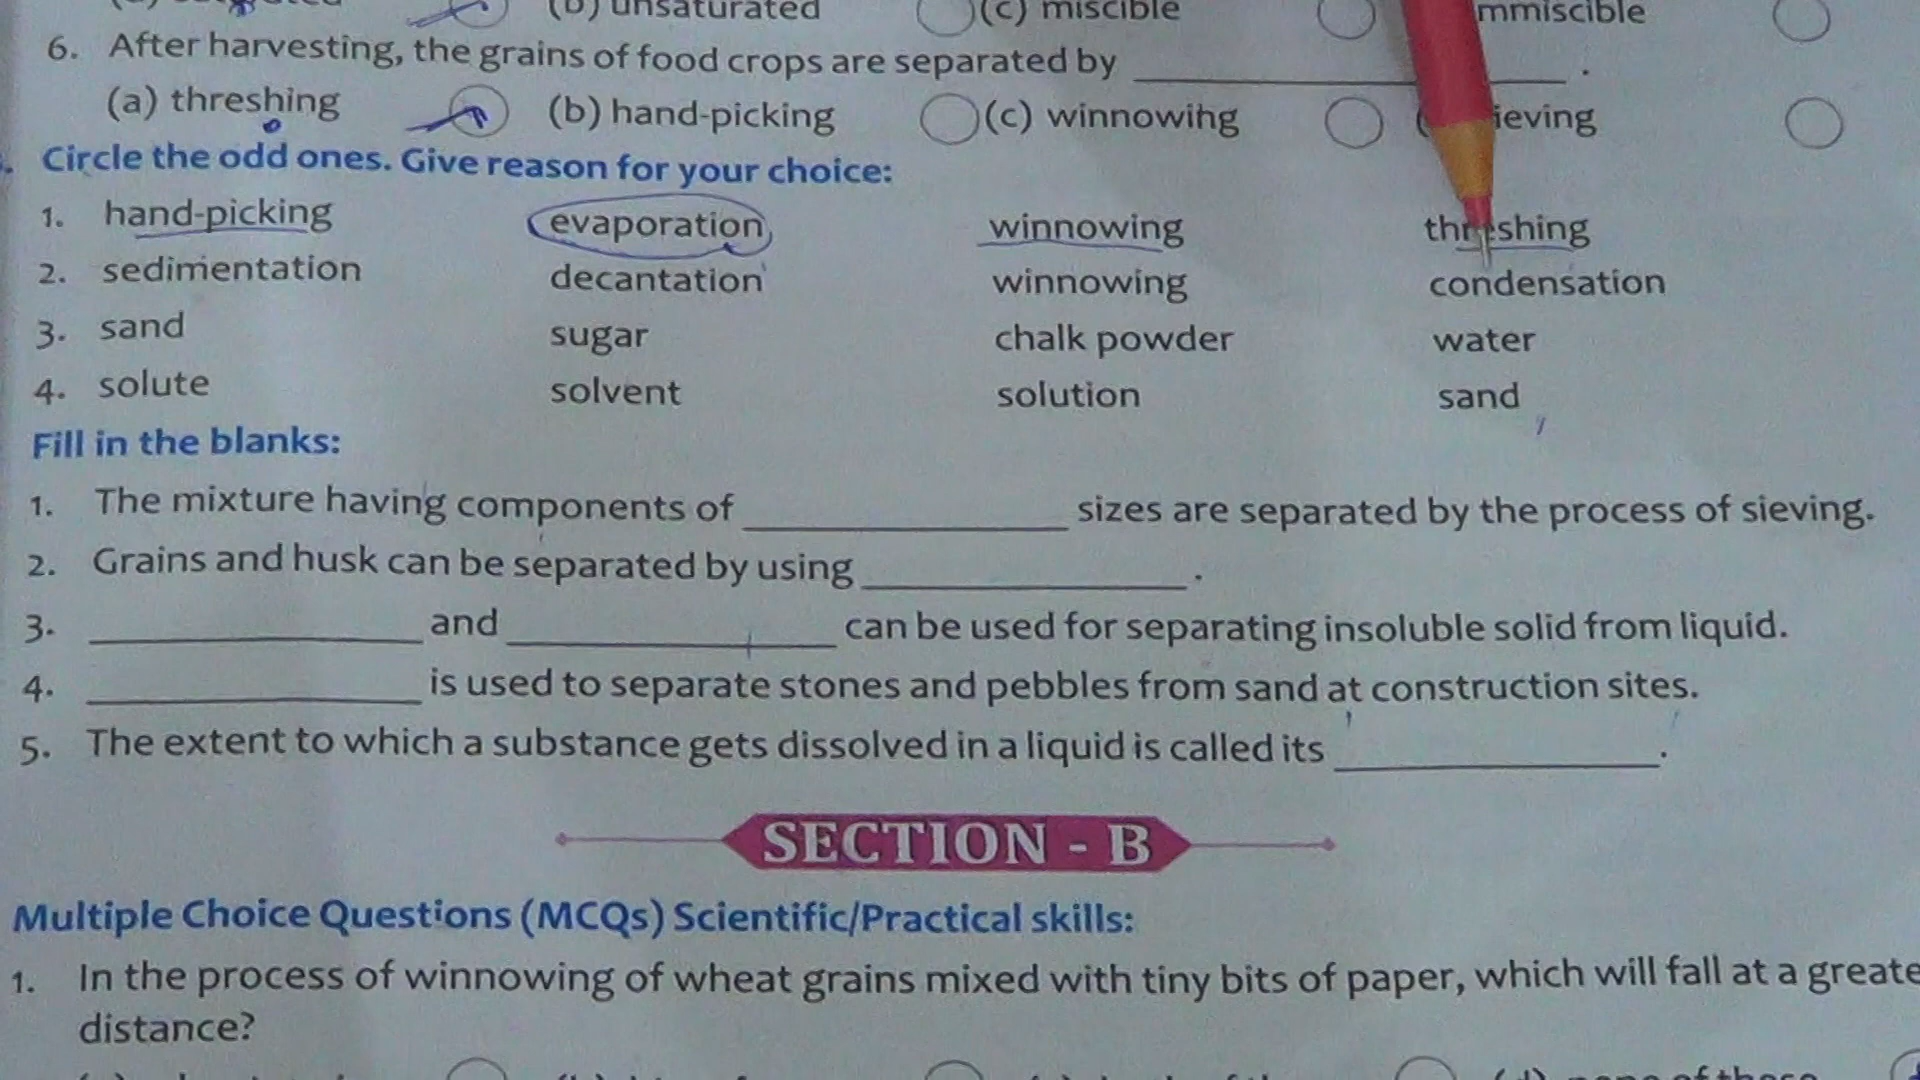 (b) unsaturated (c) miscible mmiscible
6. After harvesting, the grains of food crops are separated by ______ .
(a) threshing (b) hand-picking (c) winnowing ieving
Circle the odd ones. Give reason for your choice:
1. hand-picking evaporation winnowing threshing
2. sedimentation decantation winnowing condensation
3. sand sugar chalk powder water
4. solute solvent solution sand
Fill in the blanks:
1. The mixture having components of ______ sizes are separated by the process of sieving.
2. Grains and husk can be separated by using ______ .
3. ______ and ______ can be used for separating insoluble solid from liquid.
4. ______ is used to separate stones and pebbles from sand at construction sites.
5. The extent to which a substance gets dissolved in a liquid is called its ______ .
SECTION - B
Multiple Choice Questions (MCQs) Scientific/Practical skills:
1. In the process of winnowing of wheat grains mixed with tiny bits of paper, which will fall at a greate
distance?
(d) none of these